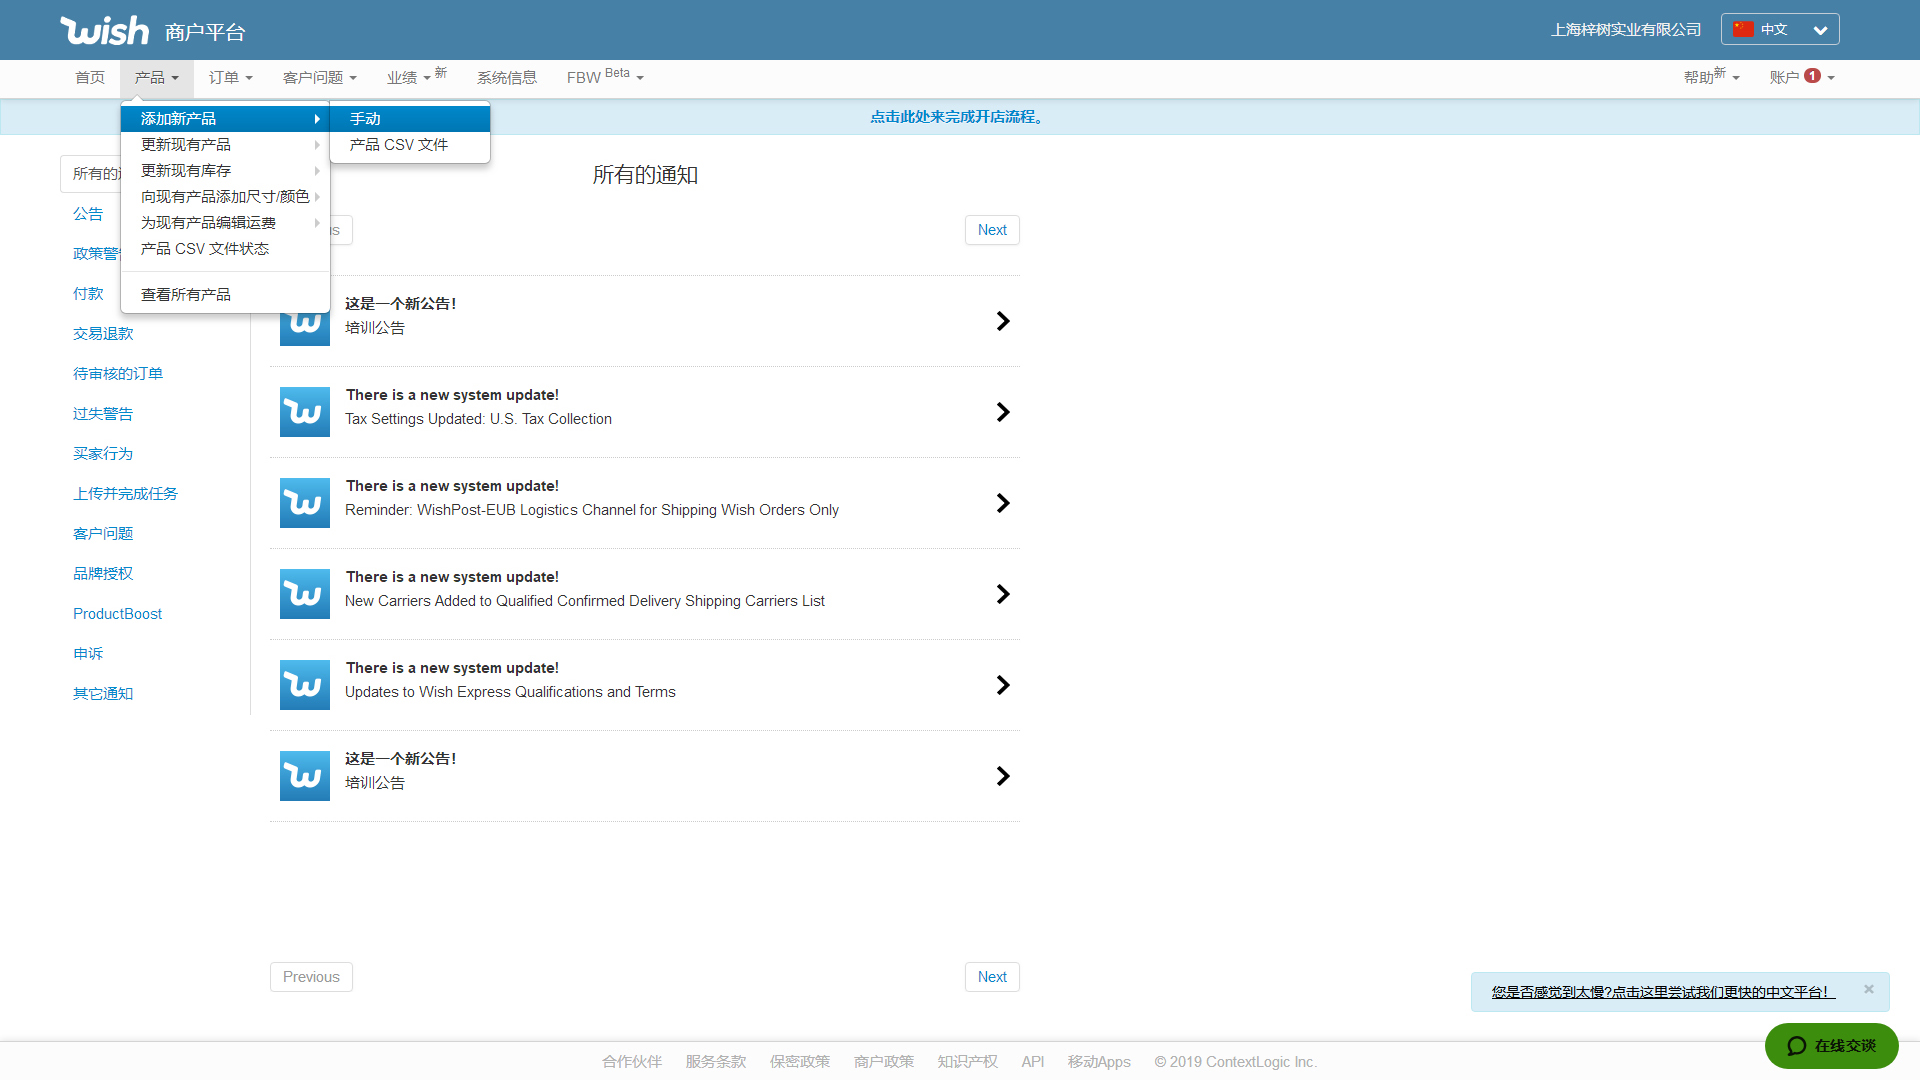 wish 商户平台
上海梓树实业有限公司
中文
首页
产品
订单
客户问题
业绩 新
系统信息
FBW Beta
帮助 新
账户 1
点击此处来完成开店流程。
添加新产品
更新现有产品
更新现有库存
向现有产品添加尺寸/颜色
为现有产品编辑运费
产品 CSV 文件状态
查看所有产品
手动
产品 CSV 文件
所有的
公告
政策警
付款
交易退款
待审核的订单
过失警告
买家行为
上传并完成任务
客户问题
品牌授权
ProductBoost
申诉
其它通知
所有的通知
Next
这是一个新公告!
培训公告
There is a new system update!
Tax Settings Updated: U.S. Tax Collection
There is a new system update!
Reminder: WishPost-EUB Logistics Channel for Shipping Wish Orders Only
There is a new system update!
New Carriers Added to Qualified Confirmed Delivery Shipping Carriers List
There is a new system update!
Updates to Wish Express Qualifications and Terms
这是一个新公告!
培训公告
Previous
Next
您是否感觉到太慢?点击这里尝试我们更快的中文平台!
×
在线交谈
合作伙伴 服务条款 保密政策 商户政策 知识产权 API 移动Apps © 2019 ContextLogic Inc.